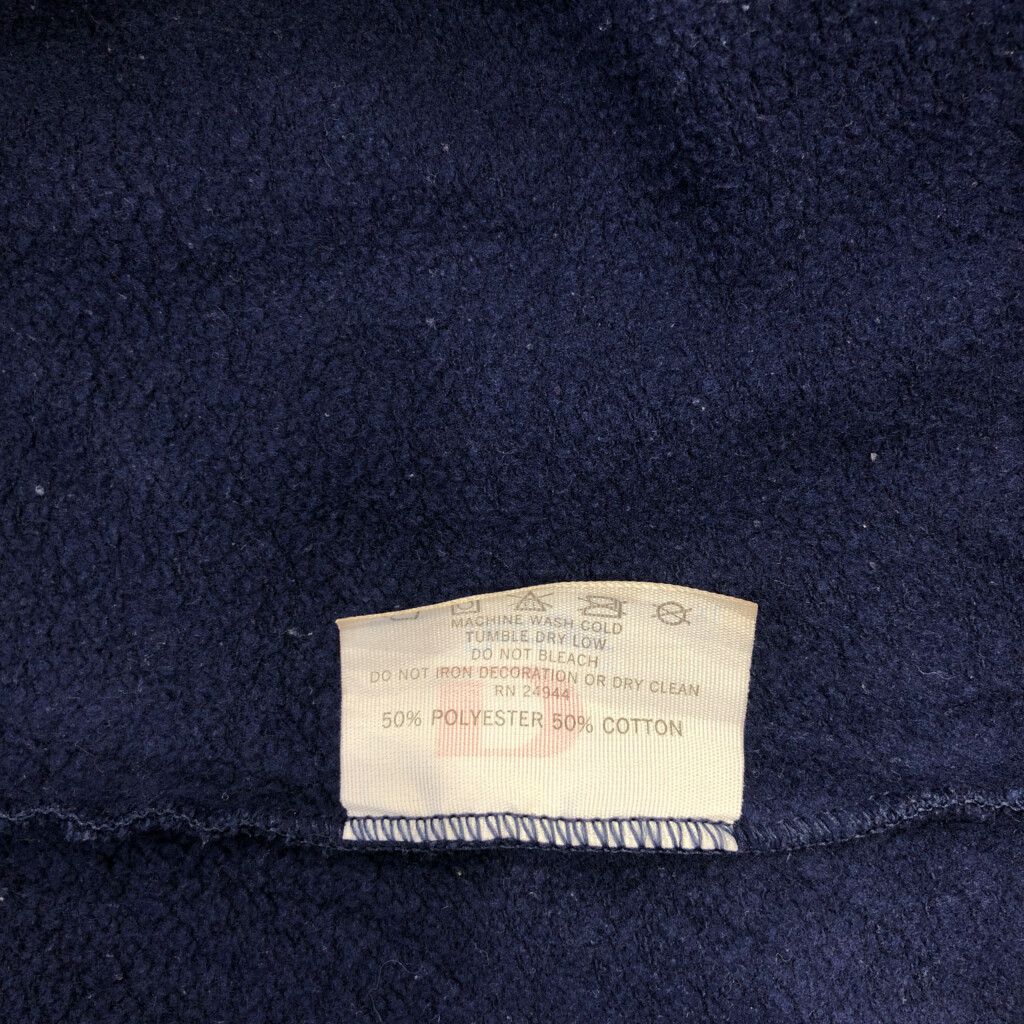 MACHINE WASH COLD
TUMBLE DRY LOW
DO NOT BLEACH
DO NOT IRON DECORATION OR DRY CLEAN
RN 24944
50% POLYESTER 50% COTTON